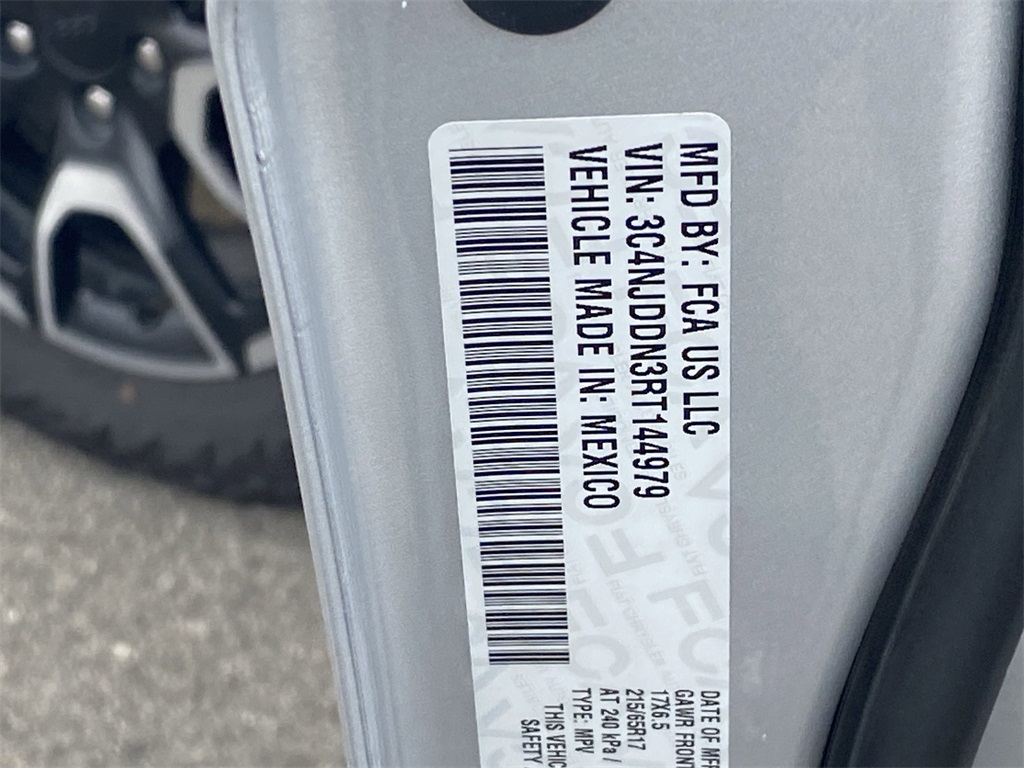 MFD BY: FCA US LLC
VIN: 3C4NJDDN3RT144979
VEHICLE MADE IN: MEXICO
DATE OF MFR
GAWR FRONT
17X6.5
215/65R17
AT 240 kPa /
TYPE: MPV
THIS VEHIC
SAFETY